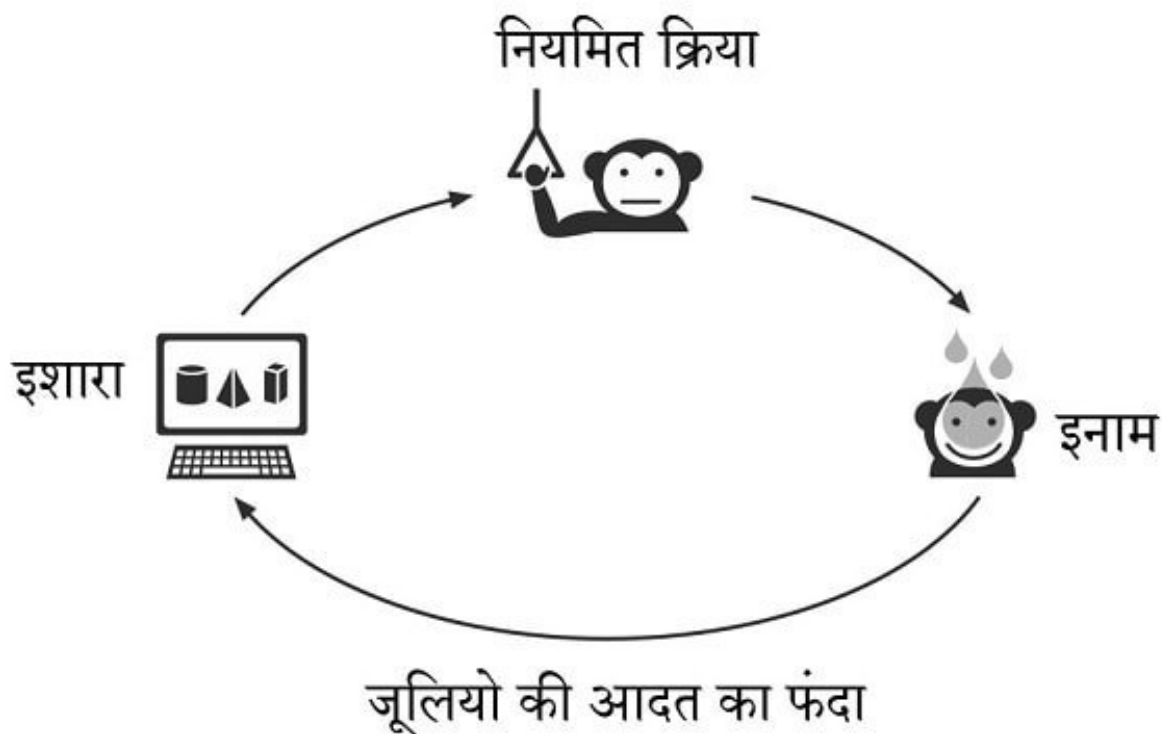 नियमित क्रिया
इशारा
इनाम
जूलियो की आदत का फंदा